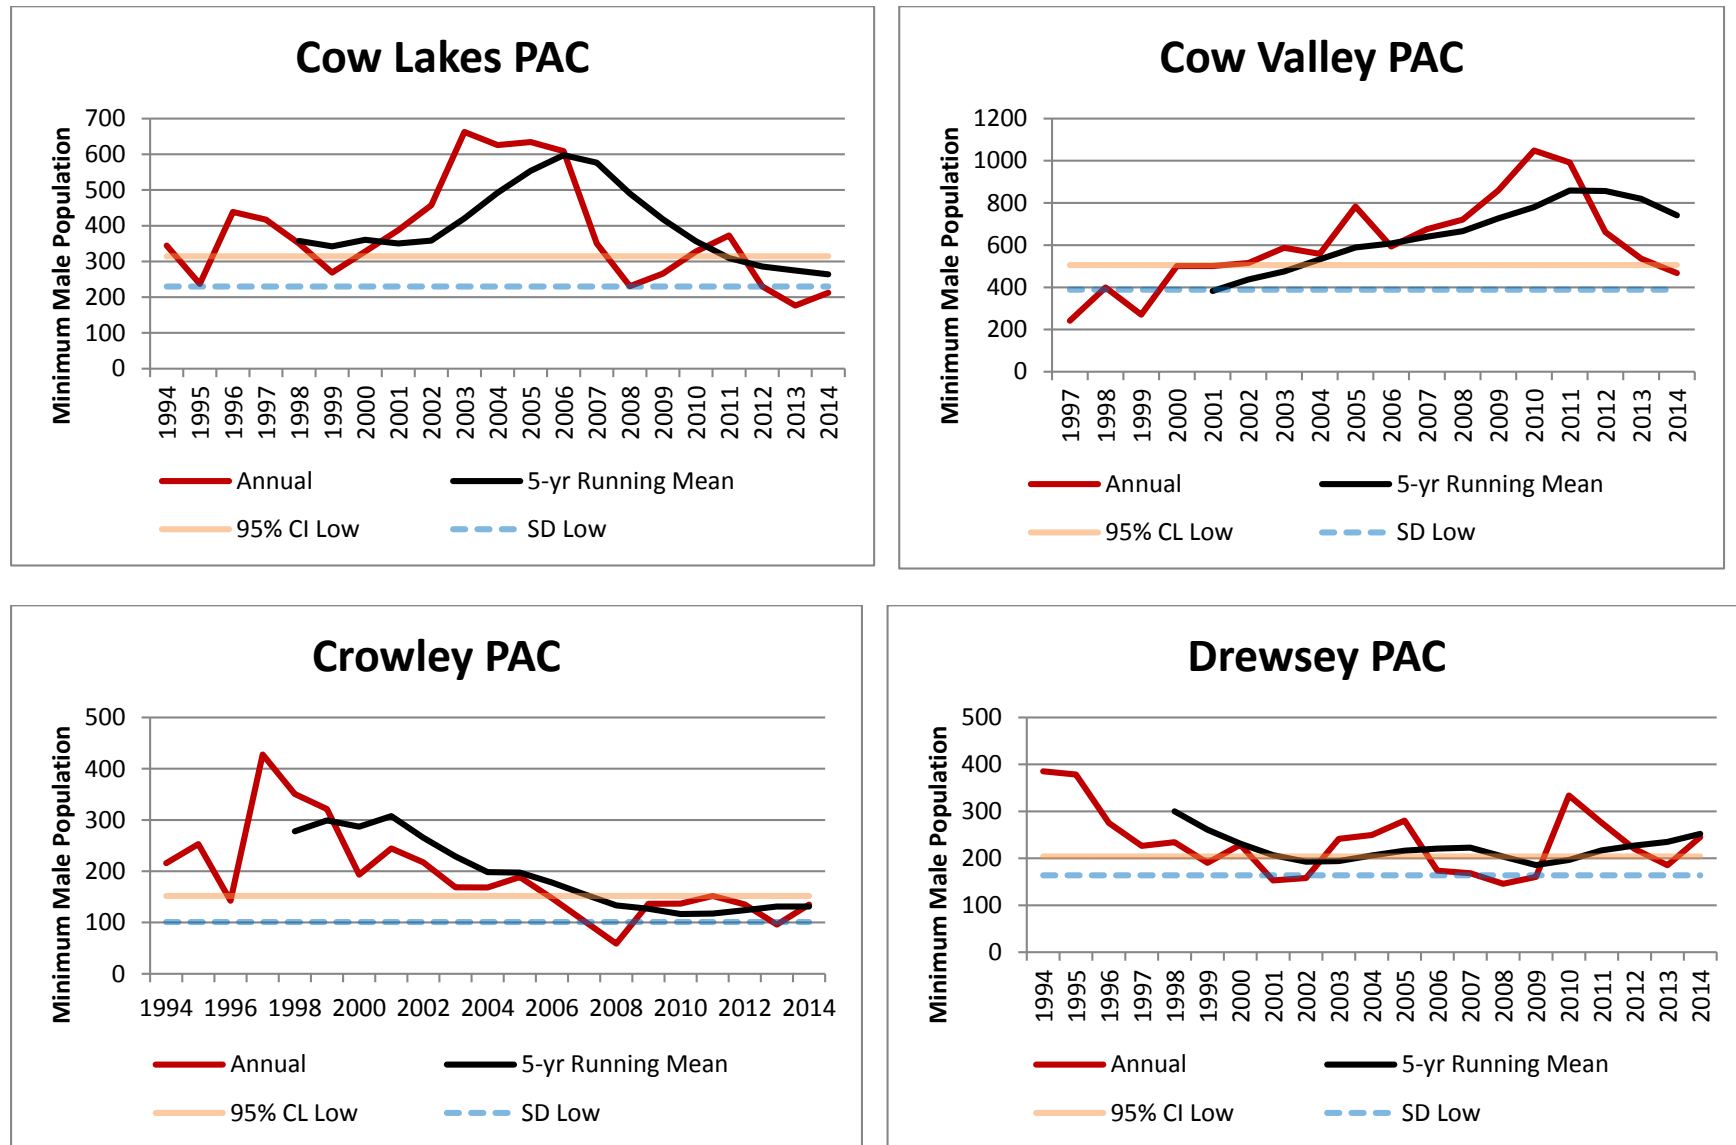 Cow Lakes PAC
Minimum Male Population
700
600
500
400
300
200
100
0
1994 1995 1996 1997 1998 1999 2000 2001 2002 2003 2004 2005 2006 2007 2008 2009 2010 2011 2012 2013 2014
Annual 5-yr Running Mean
95% CI Low SD Low
Cow Valley PAC
Minimum Male Population
1200
1000
800
600
400
200
0
1997 1998 1999 2000 2001 2002 2003 2004 2005 2006 2007 2008 2009 2010 2011 2012 2013 2014
Annual 5-yr Running Mean
95% CL Low SD Low
Crowley PAC
Minimum Male Population
500
400
300
200
100
0
1994 1996 1998 2000 2002 2004 2006 2008 2010 2012 2014
Annual 5-yr Running Mean
95% CL Low SD Low
Drewsey PAC
Minimum Male Population
500
400
300
200
100
0
1994 1995 1996 1997 1998 1999 2000 2001 2002 2003 2004 2005 2006 2007 2008 2009 2010 2011 2012 2013 2014
Annual 5-yr Running Mean
95% CI Low SD Low